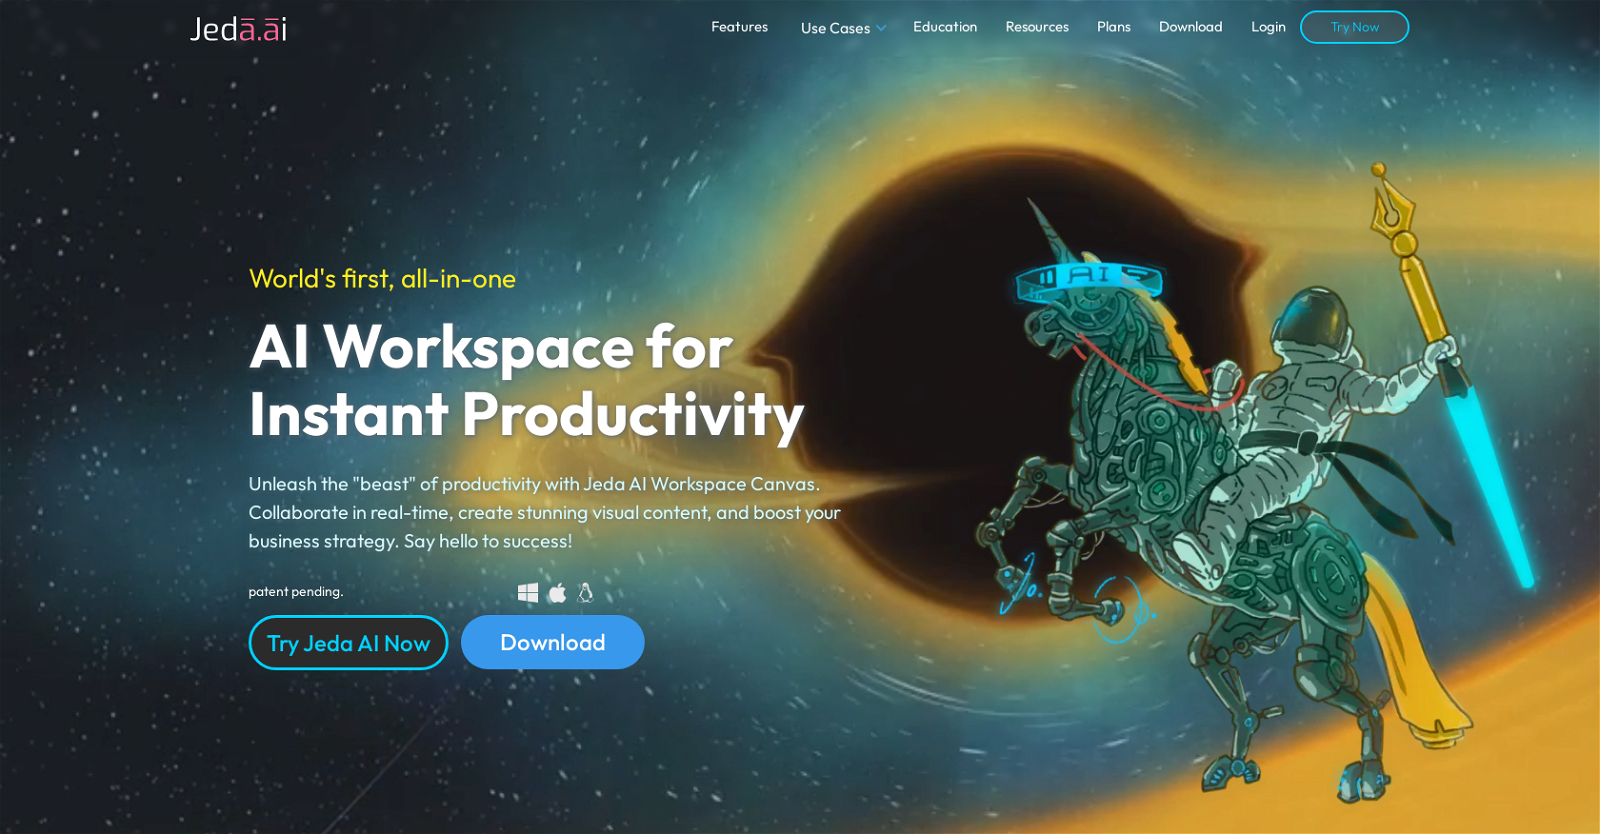 Jedā.āi
Features
Use Cases
Education
Resources
Plans
Download
Login
Try Now
World's first, all-in-one
AI Workspace for
Instant Productivity
Unleash the "beast" of productivity with Jeda AI Workspace Canvas.
Collaborate in real-time, create stunning visual content, and boost your
business strategy. Say hello to success!
patent pending.
Try Jeda AI Now
Download
AI